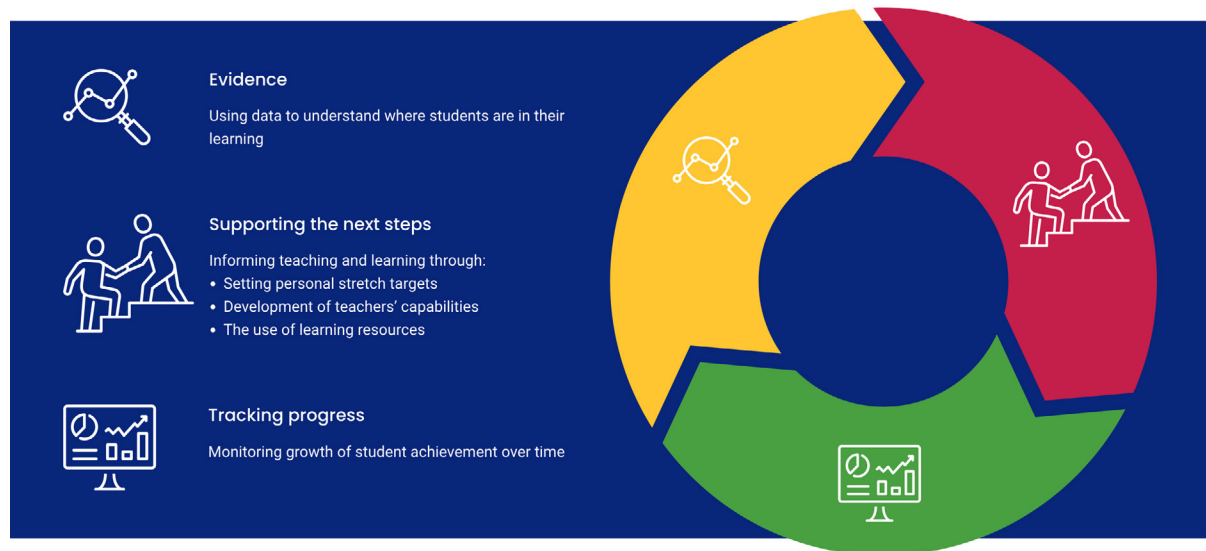 Evidence
Using data to understand where students are in their
learning
Supporting the next steps
Informing teaching and learning through:
• Setting personal stretch targets
• Development of teachers’ capabilities
• The use of learning resources
Tracking progress
Monitoring growth of student achievement over time